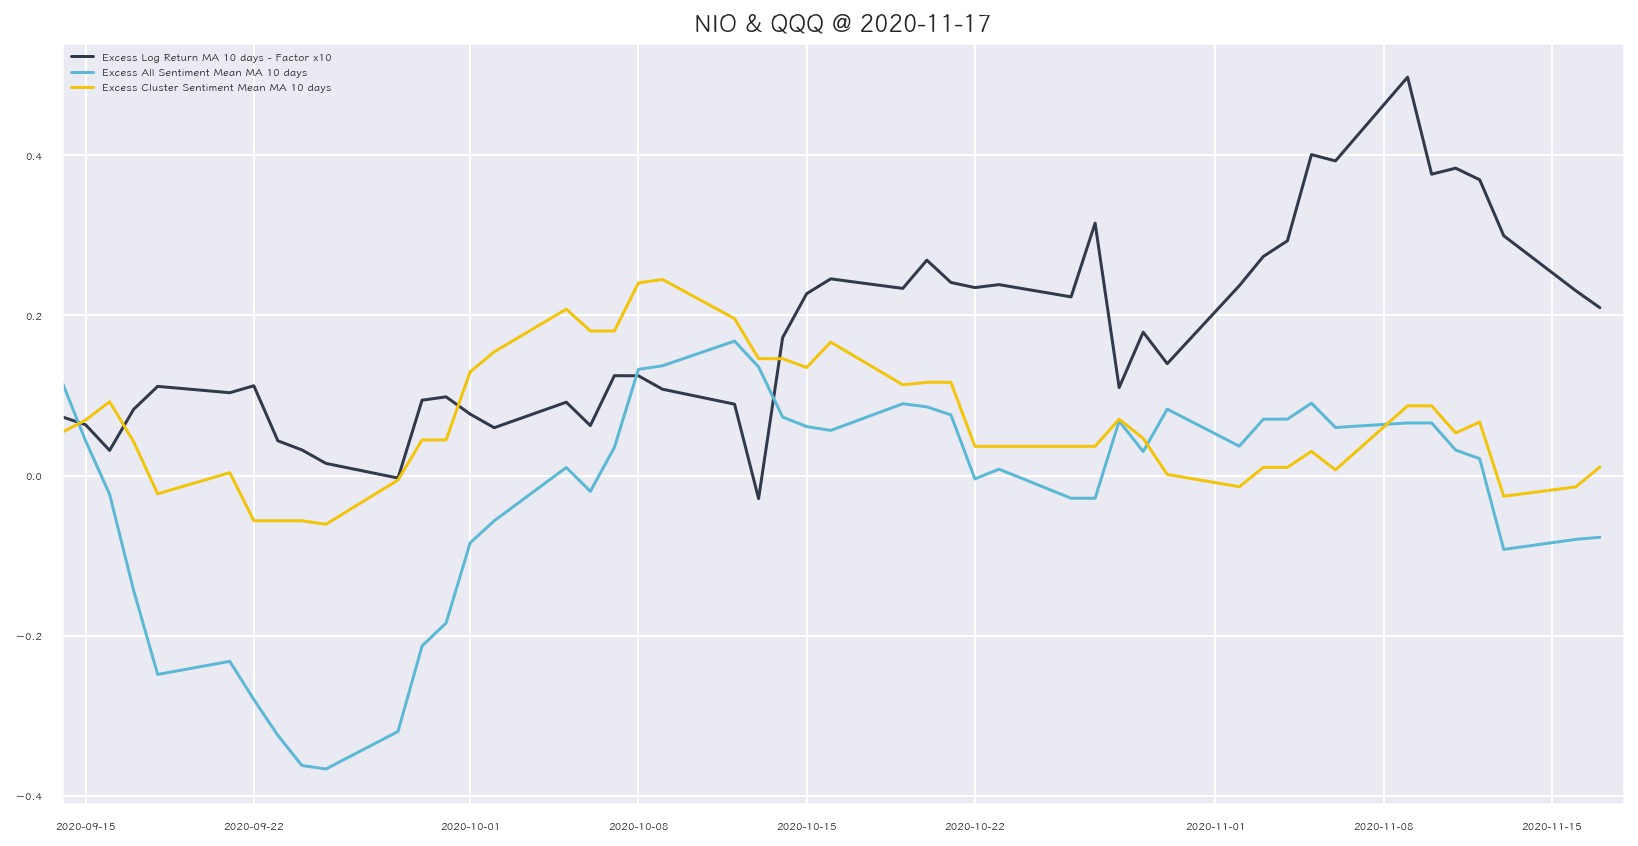 NIO & QQQ @ 2020-11-17
Excess Log Return MA 10 days - Factor x10
Excess All Sentiment Mean MA 10 days
Excess Cluster Sentiment Mean MA 10 days
0.4
0.2
0.0
−0.2
−0.4
2020-09-15 2020-09-22 2020-10-01 2020-10-08 2020-10-15 2020-10-22 2020-11-01 2020-11-08 2020-11-15